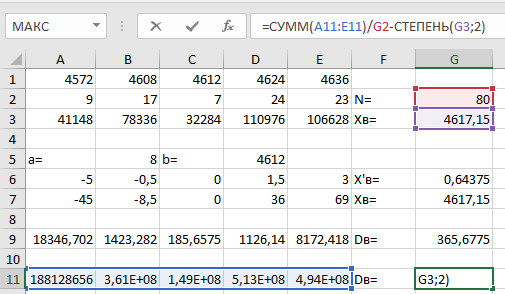 МАКС =СУММ(A11:E11)/G2-СТЕПЕНЬ(G3;2)
A B C D E F G
1 4572 4608 4612 4624 4636
2 9 17 7 24 23 N= 80
3 41148 78336 32284 110976 106628 Xв= 4617,15
4
5 a= 8 b= 4612
6 -5 -0,5 0 1,5 3 X'в= 0,64375
7 -45 -8,5 0 36 69 Xв= 4617,15
8
9 18346,702 1423,282 185,6575 1126,14 8172,418 Dв= 365,6775
10
11 188128656 3,61E+08 1,49E+08 5,13E+08 4,94E+08 Dв= G3;2)